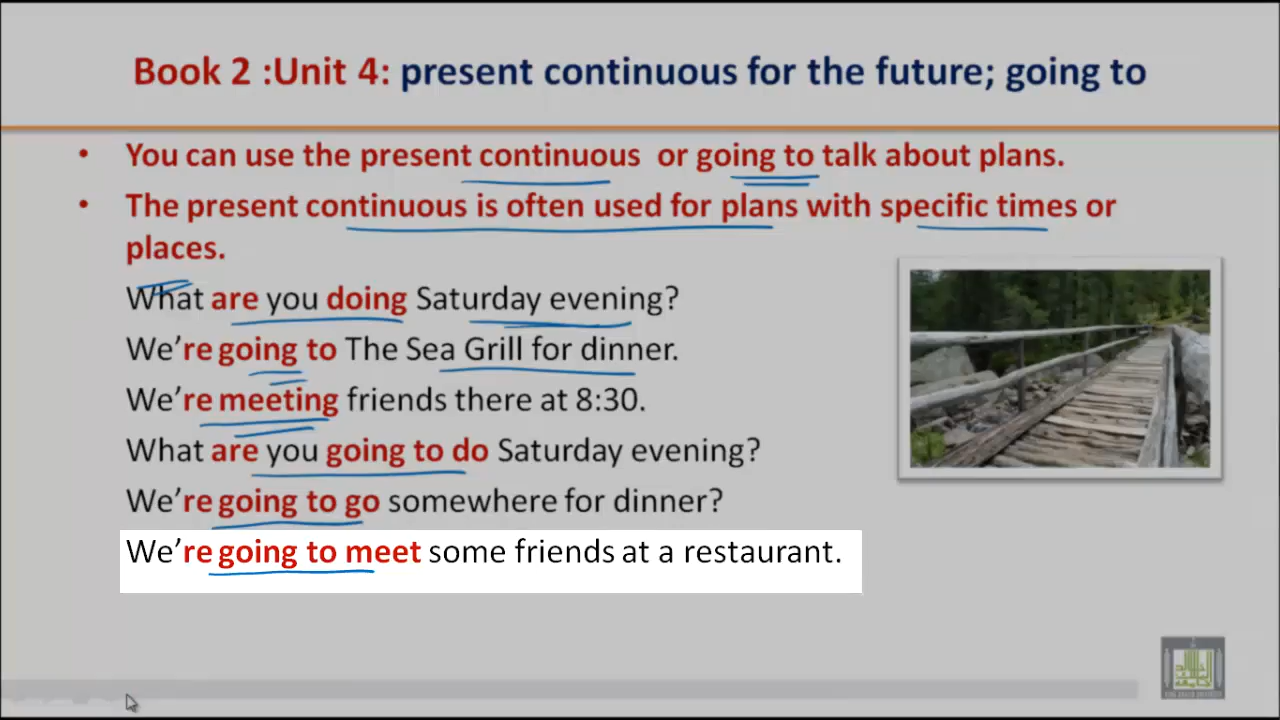 Book 2 :Unit 4: present continuous for the future; going to
• You can use the present continuous or going to talk about plans.
• The present continuous is often used for plans with specific times or
places.
What are you doing Saturday evening?
We're going to The Sea Grill for dinner.
We're meeting friends there at 8:30.
What are you going to do Saturday evening?
We're going to go somewhere for dinner?
We're going to meet some friends at a restaurant.